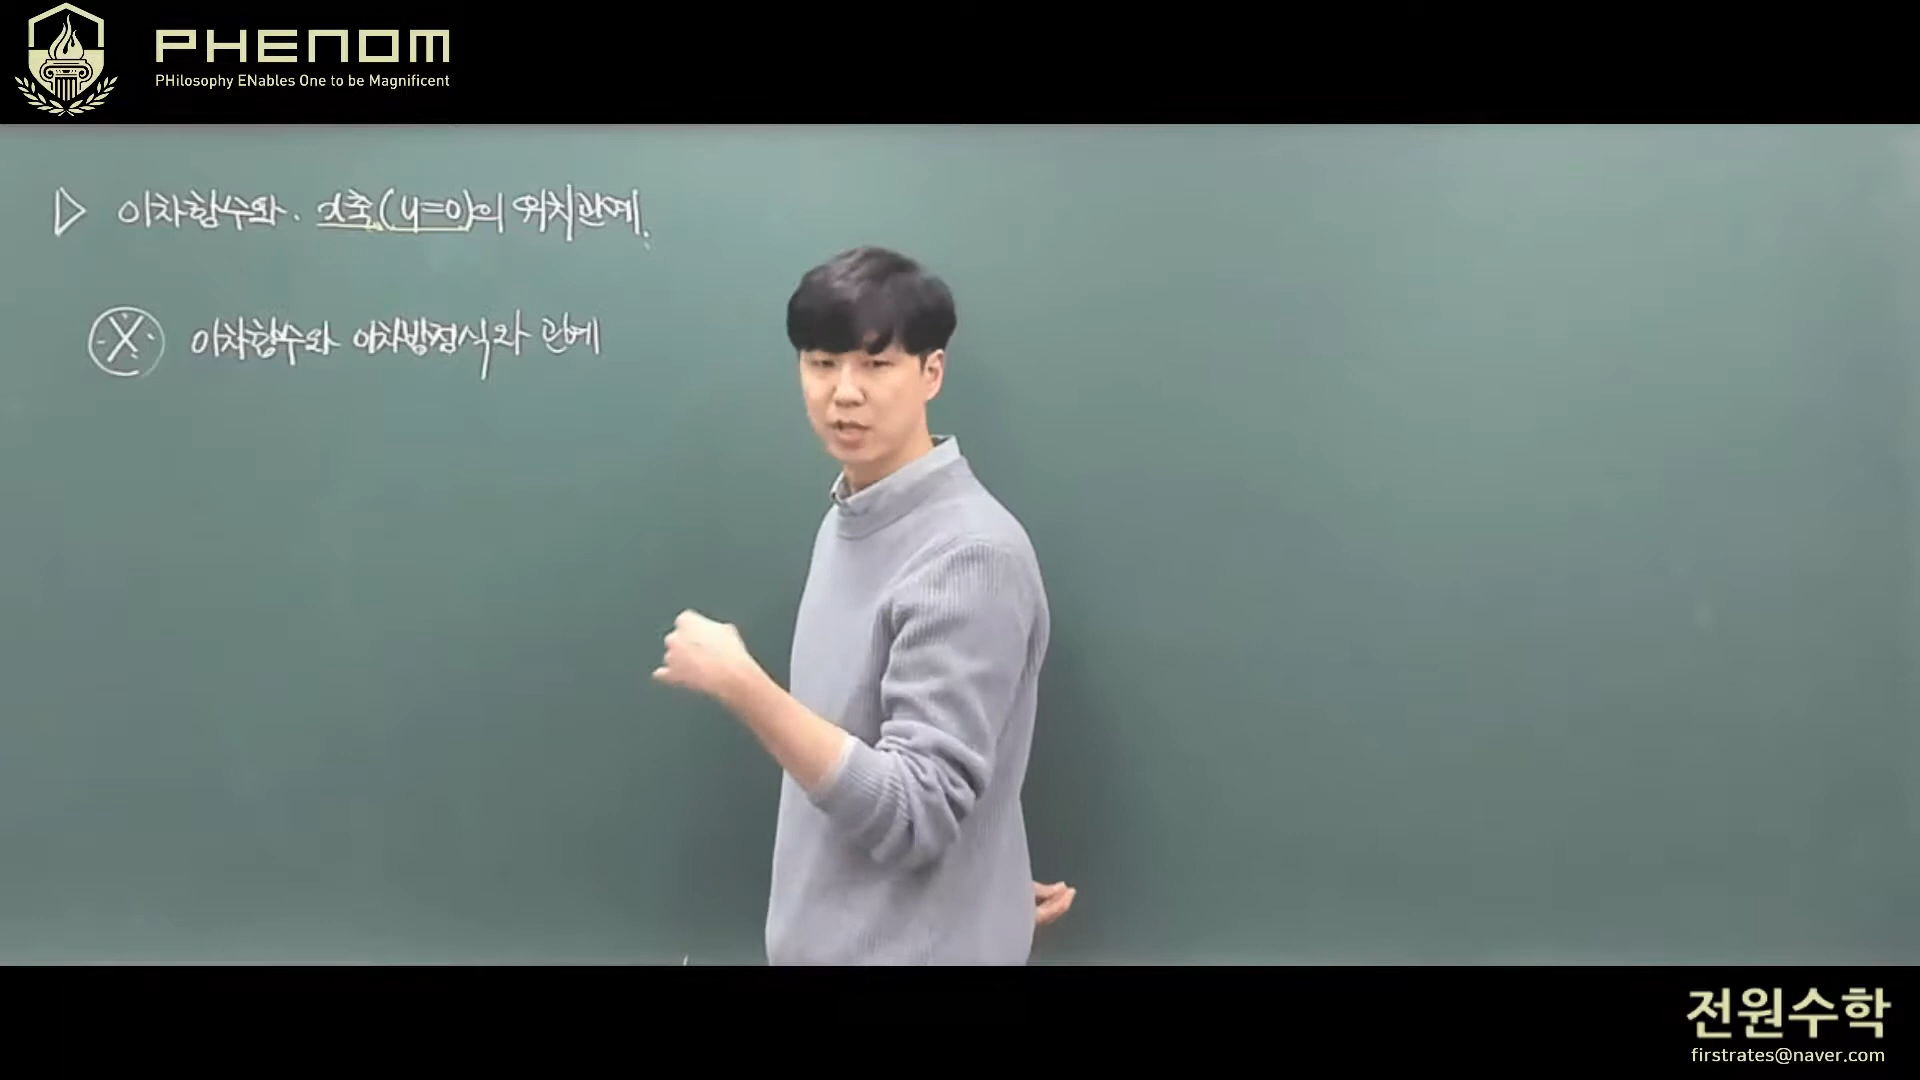 PHENOM
PHilosophy ENables One to be Magnificent
▷ 이차함수와. x축(y=0)의 위치관계.
※ 이차함수와 이차방정식와 관계
전원수학
firstrates@naver.com